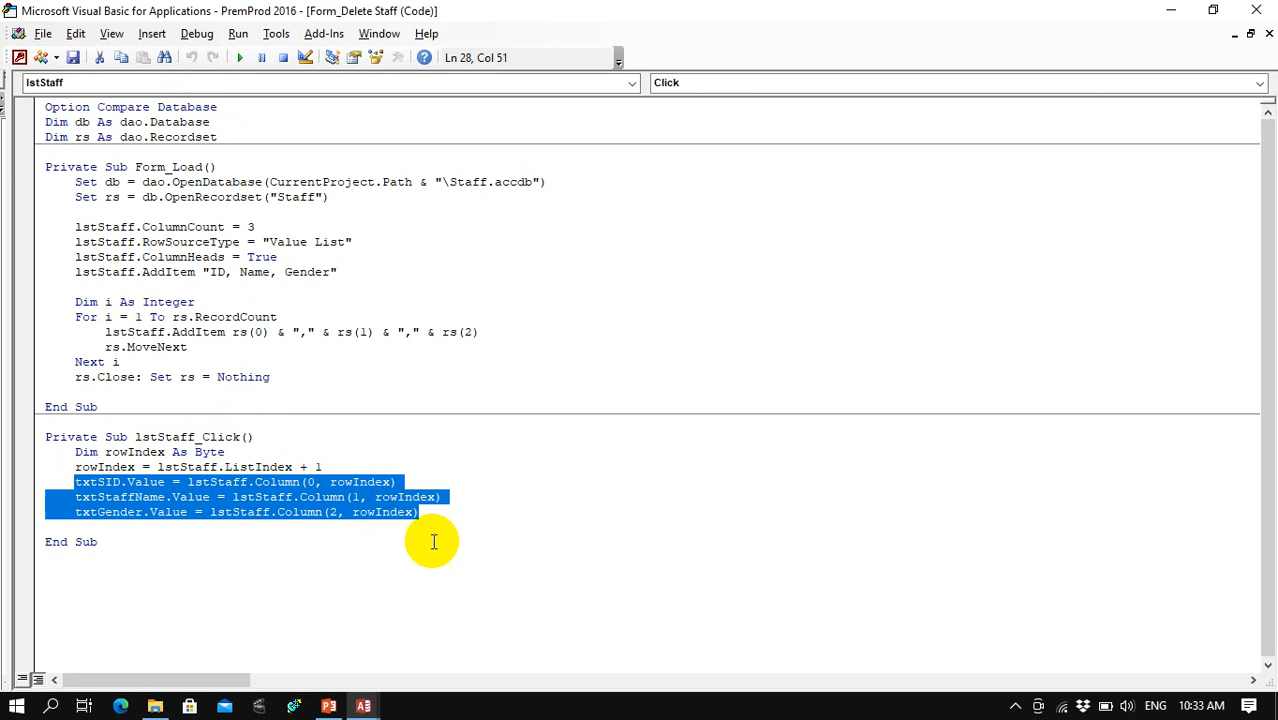 Microsoft Visual Basic for Applications - PremProd 2016 - [Form_Delete Staff (Code)]
File Edit View Insert Debug Run Tools Add-Ins Window Help
Ln 28, Col 51
lstStaff Click
Option Compare Database
Dim db As dao.Database
Dim rs As dao.Recordset
Private Sub Form_Load()
Set db = dao.OpenDatabase(CurrentProject.Path & "\Staff.accdb")
Set rs = db.OpenRecordset("Staff")
lstStaff.ColumnCount = 3
lstStaff.RowSourceType = "Value List"
lstStaff.ColumnHeads = True
lstStaff.AddItem "ID, Name, Gender"
Dim i As Integer
For i = 1 To rs.RecordCount
lstStaff.AddItem rs(0) & "," & rs(1) & "," & rs(2)
rs.MoveNext
Next i
rs.Close: Set rs = Nothing
End Sub
Private Sub lstStaff_Click()
Dim rowIndex As Byte
rowIndex = lstStaff.ListIndex + 1
txtSID.Value = lstStaff.Column(0, rowIndex)
txtStaffName.Value = lstStaff.Column(1, rowIndex)
txtGender.Value = lstStaff.Column(2, rowIndex)
End Sub
ENG 10:33 AM